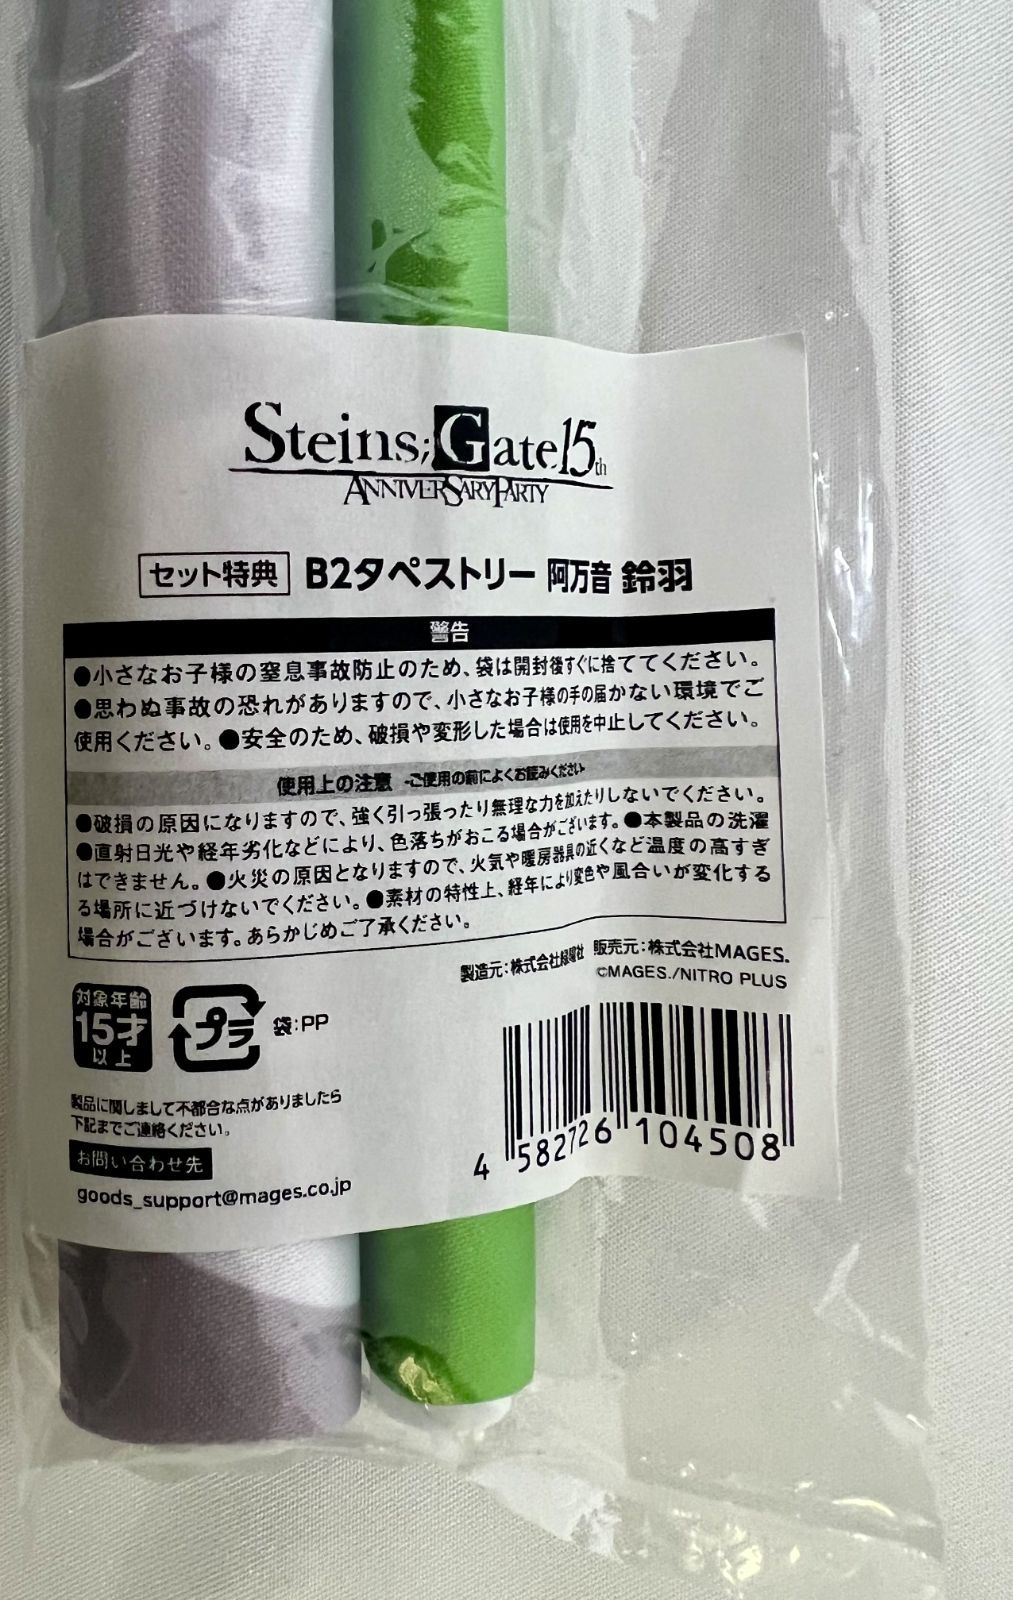 Steins;Gate 15th
ANNIVERSARY PARTY
セット特典 B2タペストリー 阿万音 鈴羽
警告
●小さなお子様の窒息事故防止のため、袋は開封後すぐに捨ててください。
●思わぬ事故の恐れがありますので、小さなお子様の手の届かない環境でご
使用ください。●安全のため、破損や変形した場合は使用を中止してください。
使用上の注意 -ご使用の前によくお読みください
●破損の原因になりますので、強く引っ張ったり無理な力を加えたりしないでください。
●直射日光や経年劣化などにより、色落ちがおこる場合がございます。●本製品の洗濯
はできません。●火災の原因となりますので、火気や暖房器具の近くなど温度の高すぎ
る場所に近づけないでください。●素材の特性上、経年により変色や風合いが変化する
場合がございます。あらかじめご了承ください。
製造元:株式会社緑陽社 販売元:株式会社MAGES.
©MAGES./NITRO PLUS
対象年齢
15才
以上
プラ
袋:PP
製品に関しまして不都合な点がありましたら
下記までご連絡ください。
お問い合わせ先
goods_support@mages.co.jp
4 582726 104508